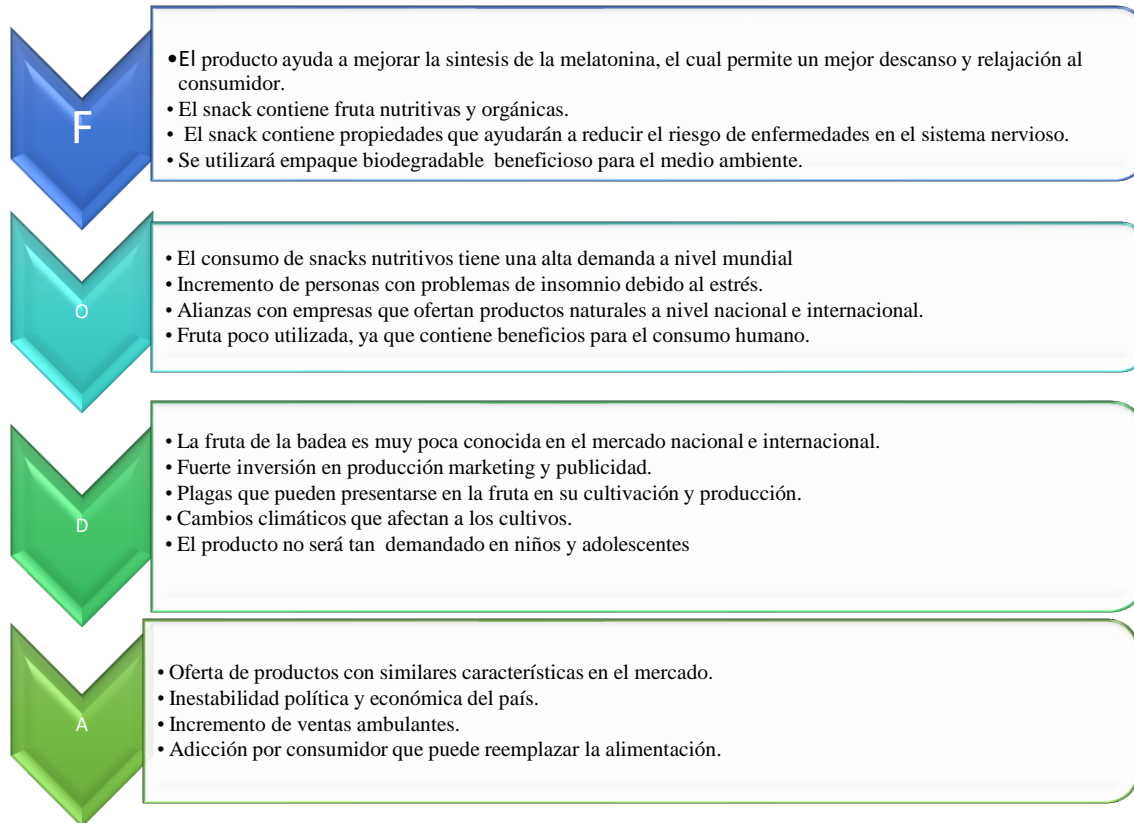 F
•El producto ayuda a mejorar la sintesis de la melatonina, el cual permite un mejor descanso y relajación al
consumidor.
• El snack contiene fruta nutritivas y orgánicas.
• El snack contiene propiedades que ayudarán a reducir el riesgo de enfermedades en el sistema nervioso.
• Se utilizará empaque biodegradable beneficioso para el medio ambiente.
O
• El consumo de snacks nutritivos tiene una alta demanda a nivel mundial
• Incremento de personas con problemas de insomnio debido al estrés.
• Alianzas con empresas que ofertan productos naturales a nivel nacional e internacional.
• Fruta poco utilizada, ya que contiene beneficios para el consumo humano.
D
• La fruta de la badea es muy poca conocida en el mercado nacional e internacional.
• Fuerte inversión en producción marketing y publicidad.
• Plagas que pueden presentarse en la fruta en su cultivación y producción.
• Cambios climáticos que afectan a los cultivos.
• El producto no será tan demandado en niños y adolescentes
A
• Oferta de productos con similares características en el mercado.
• Inestabilidad política y económica del país.
• Incremento de ventas ambulantes.
• Adicción por consumidor que puede reemplazar la alimentación.